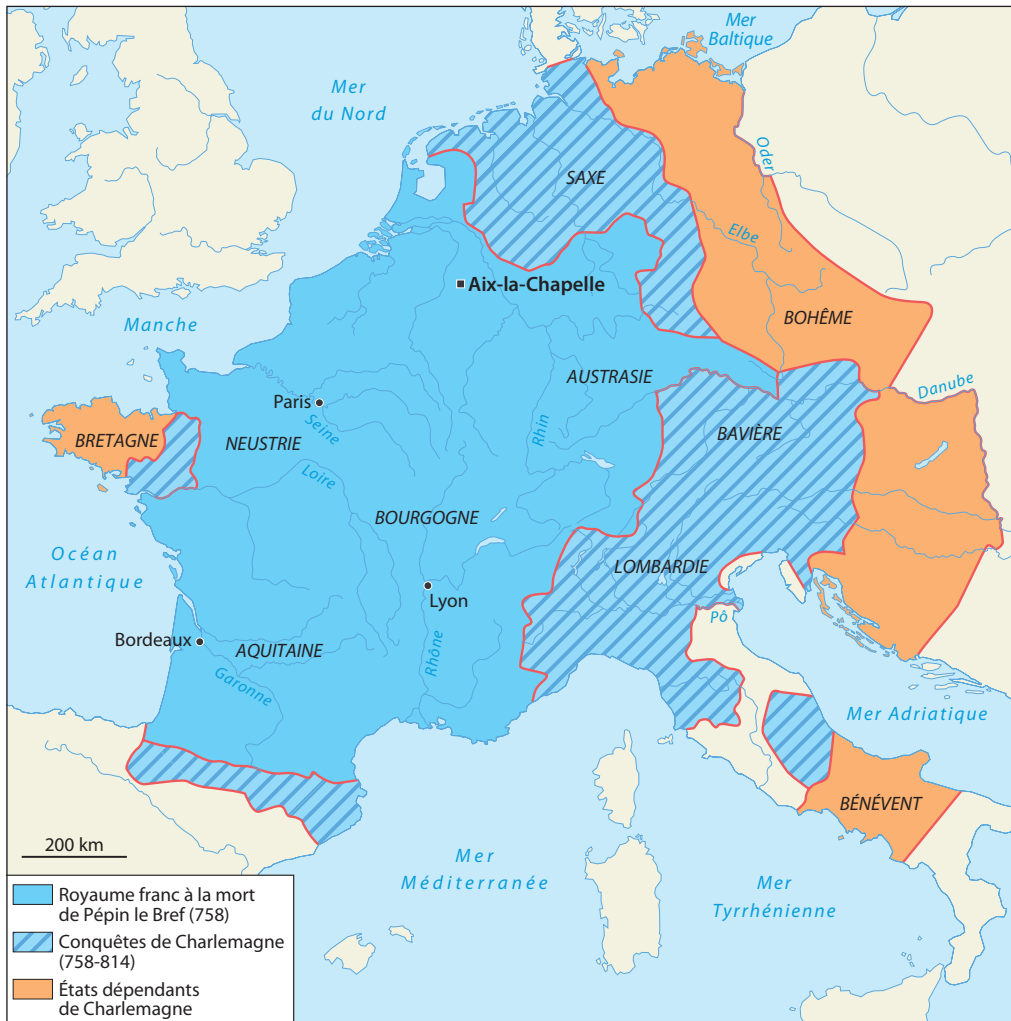 Mer
Baltique
Mer
du Nord
Oder
SAXE
Elbe
Aix-la-Chapelle
BOHÊME
Manche
AUSTRASIE
Danube
Paris
Seine
Rhin
BRETAGNE
NEUSTRIE
BAVIÈRE
Loire
BOURGOGNE
Océan
Atlantique
LOMBARDIE
Lyon
Pô
Bordeaux
AQUITAINE
Rhône
Garonne
Mer Adriatique
BÉNÉVENT
200 km
Mer
Méditerranée
Mer
Tyrrhénienne
Royaume franc à la mort
de Pépin le Bref (758)
Conquêtes de Charlemagne
(758-814)
États dépendants
de Charlemagne